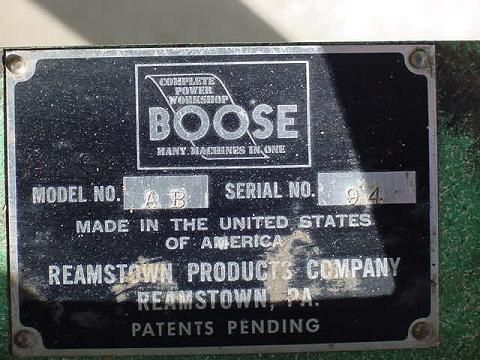 COMPLETE
POWER
WORKSHOP
BOOSE
MANY MACHINES IN ONE
MODEL NO. AB SERIAL NO. 94
MADE IN THE UNITED STATES
OF AMERICA
REAMSTOWN PRODUCTS COMPANY
REAMSTOWN, PA.
PATENTS PENDING